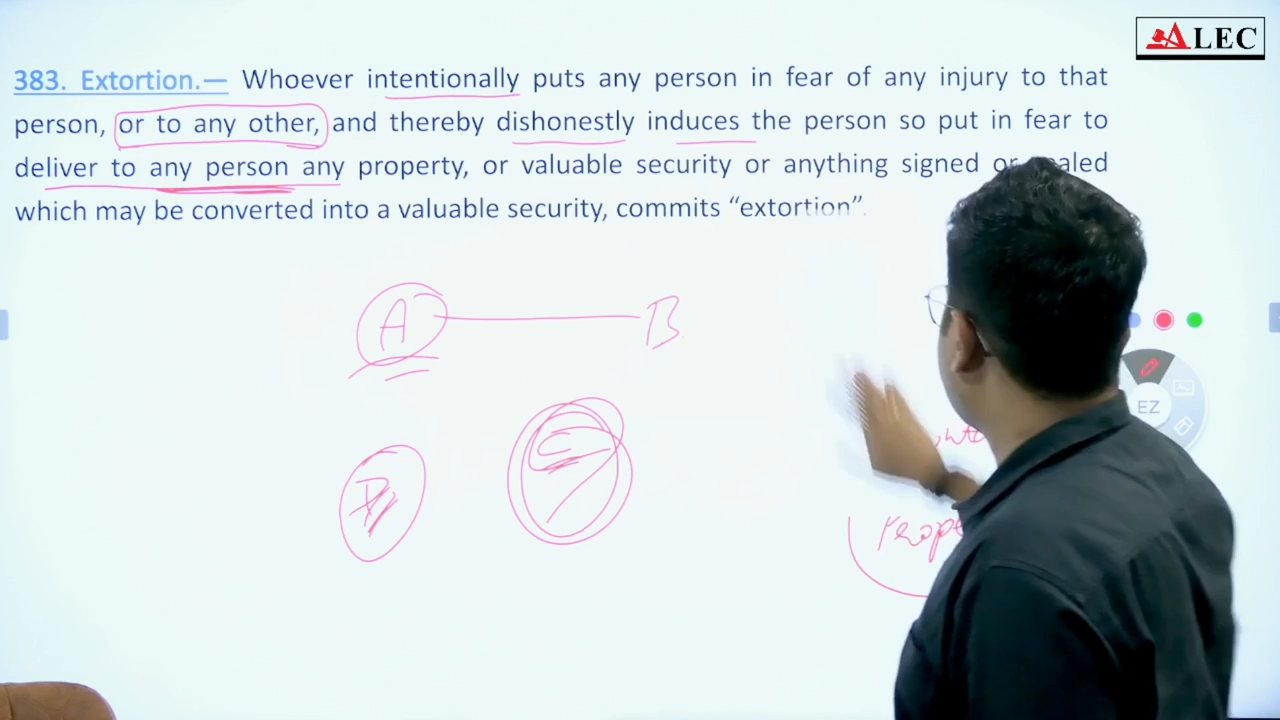 ALEC
383. Extortion.— Whoever intentionally puts any person in fear of any injury to that
person, or to any other, and thereby dishonestly induces the person so put in fear to
deliver to any person any property, or valuable security or anything signed or sealed
which may be converted into a valuable security, commits “extortion”.
A B
C
D
EZ